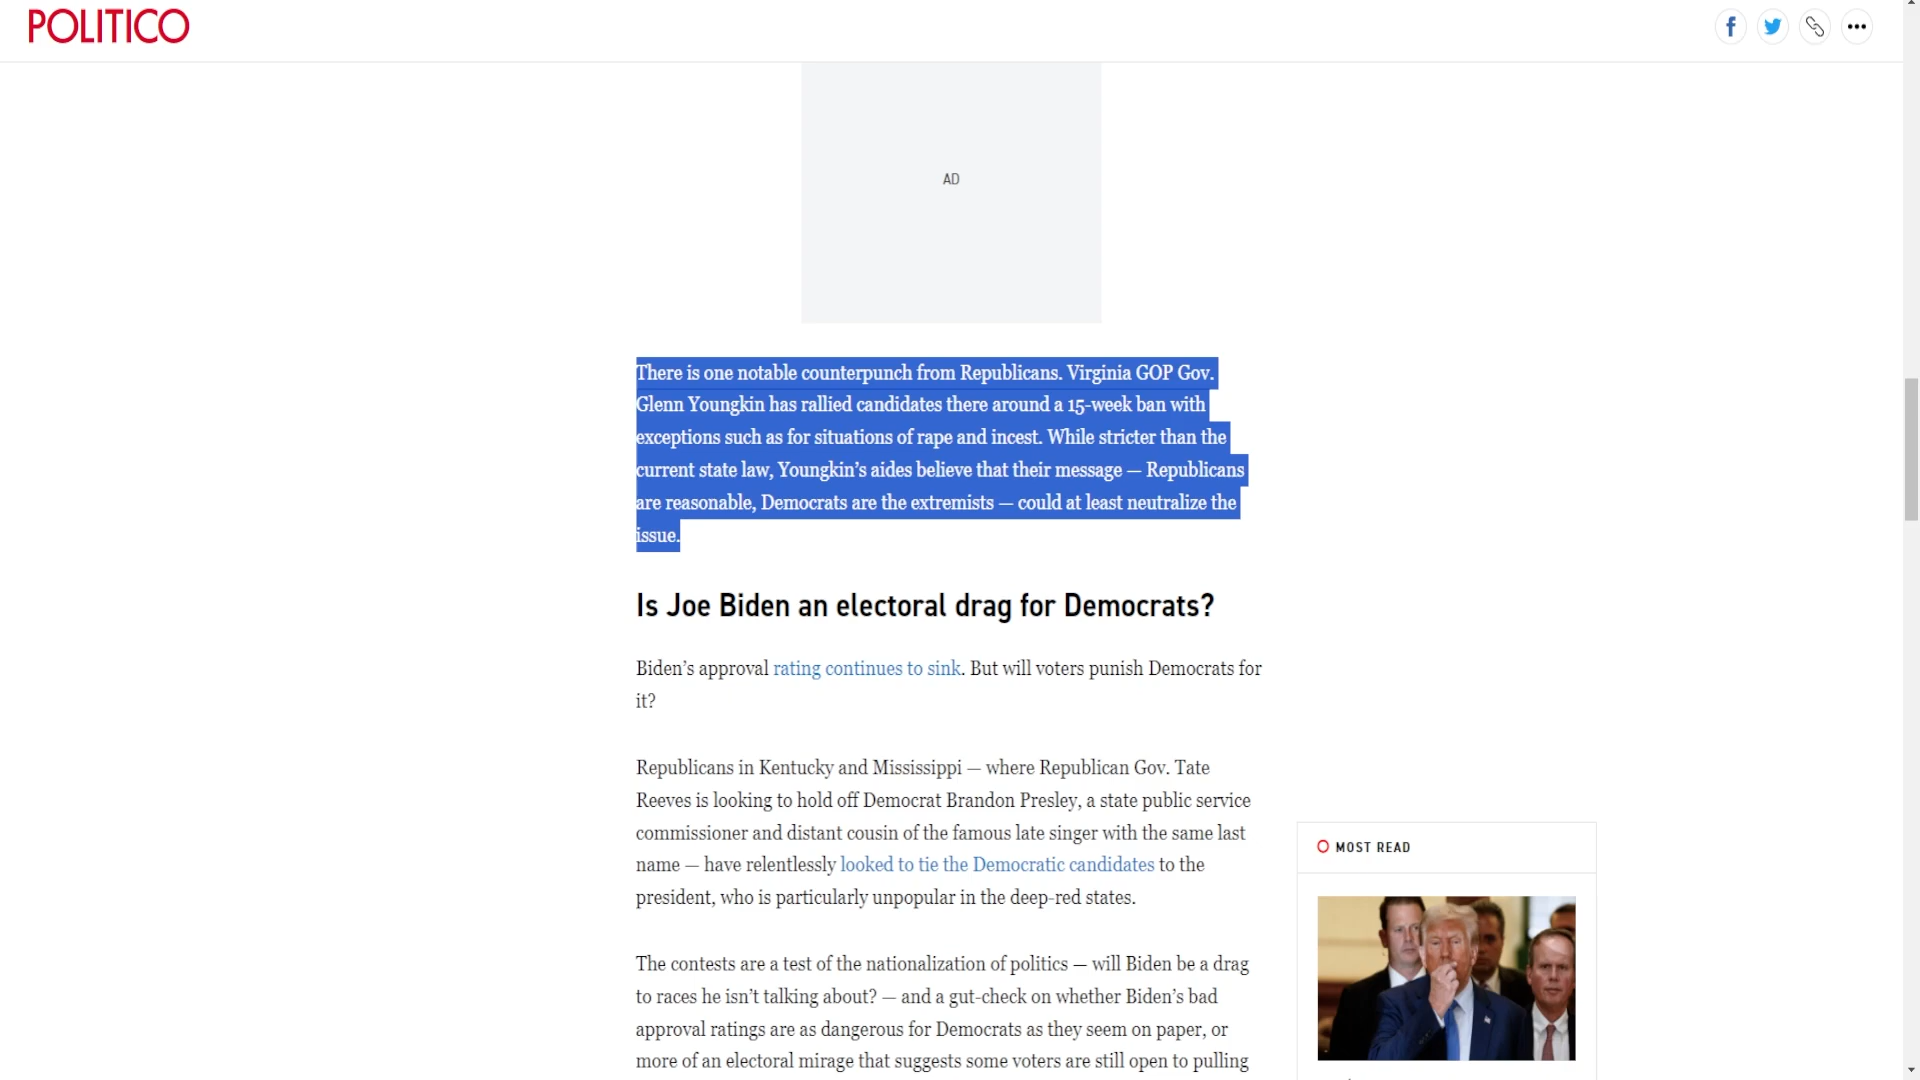 POLITICO
AD
There is one notable counterpunch from Republicans. Virginia GOP Gov.
Glenn Youngkin has rallied candidates there around a 15-week ban with
exceptions such as for situations of rape and incest. While stricter than the
current state law, Youngkin’s aides believe that their message — Republicans
are reasonable, Democrats are the extremists — could at least neutralize the
issue.
Is Joe Biden an electoral drag for Democrats?
Biden’s approval rating continues to sink. But will voters punish Democrats for
it?
Republicans in Kentucky and Mississippi — where Republican Gov. Tate
Reeves is looking to hold off Democrat Brandon Presley, a state public service
commissioner and distant cousin of the famous late singer with the same last
name — have relentlessly looked to tie the Democratic candidates to the
president, who is particularly unpopular in the deep-red states.
The contests are a test of the nationalization of politics — will Biden be a drag
to races he isn’t talking about? — and a gut-check on whether Biden’s bad
approval ratings are as dangerous for Democrats as they seem on paper, or
more of an electoral mirage that suggests some voters are still open to pulling
MOST READ